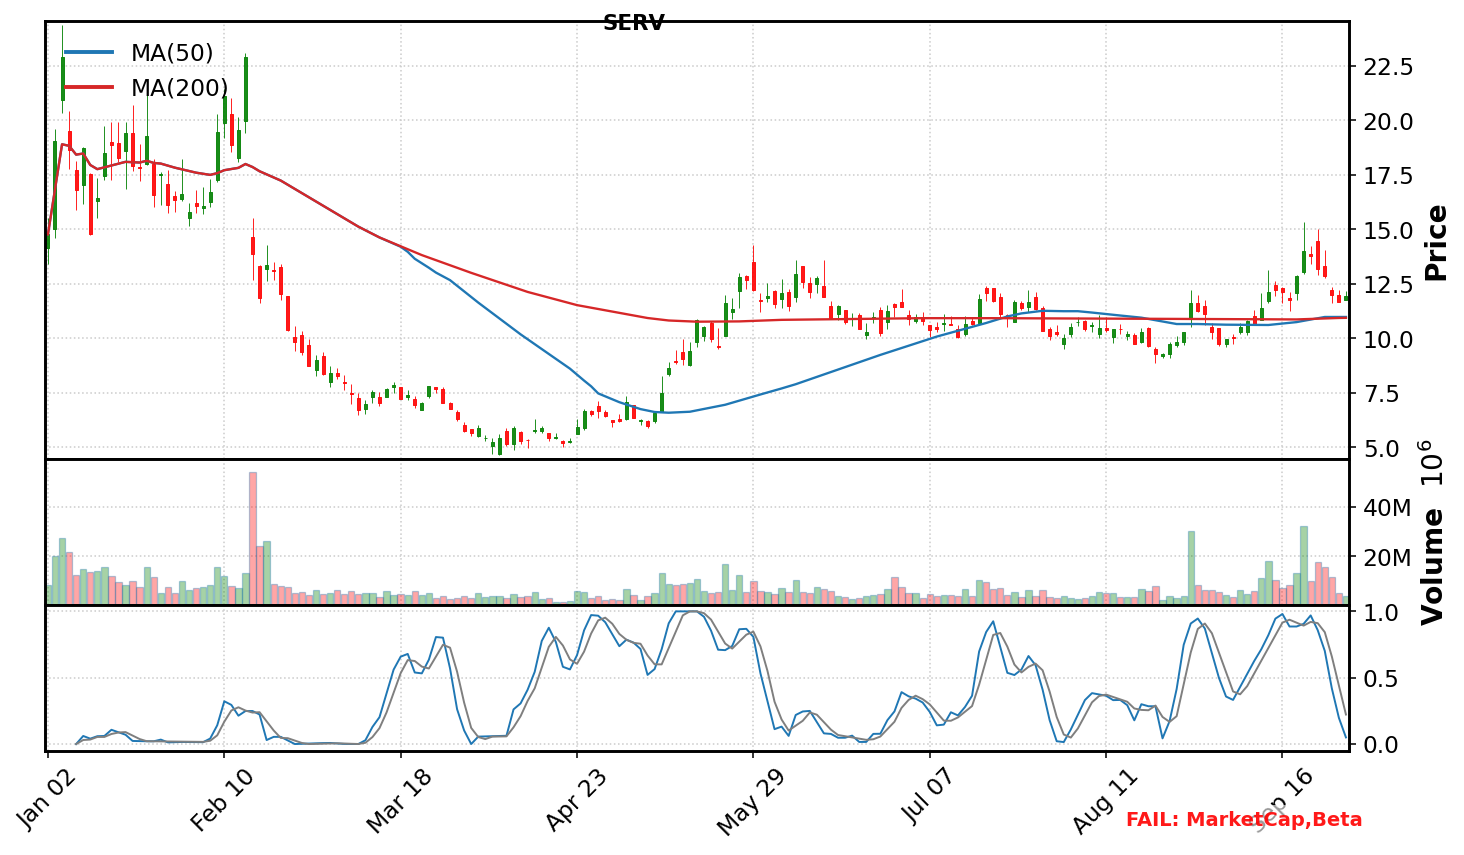 SERV
MA(50)
MA(200)
22.5
20.0
17.5
15.0
12.5
10.0
7.5
5.0
Price
10^6
40M
20M
Volume
1.0
0.5
0.0
Jan 02
Feb 10
Mar 18
Apr 23
May 29
Jul 07
Aug 11
Sep 16
FAIL: MarketCap,Beta